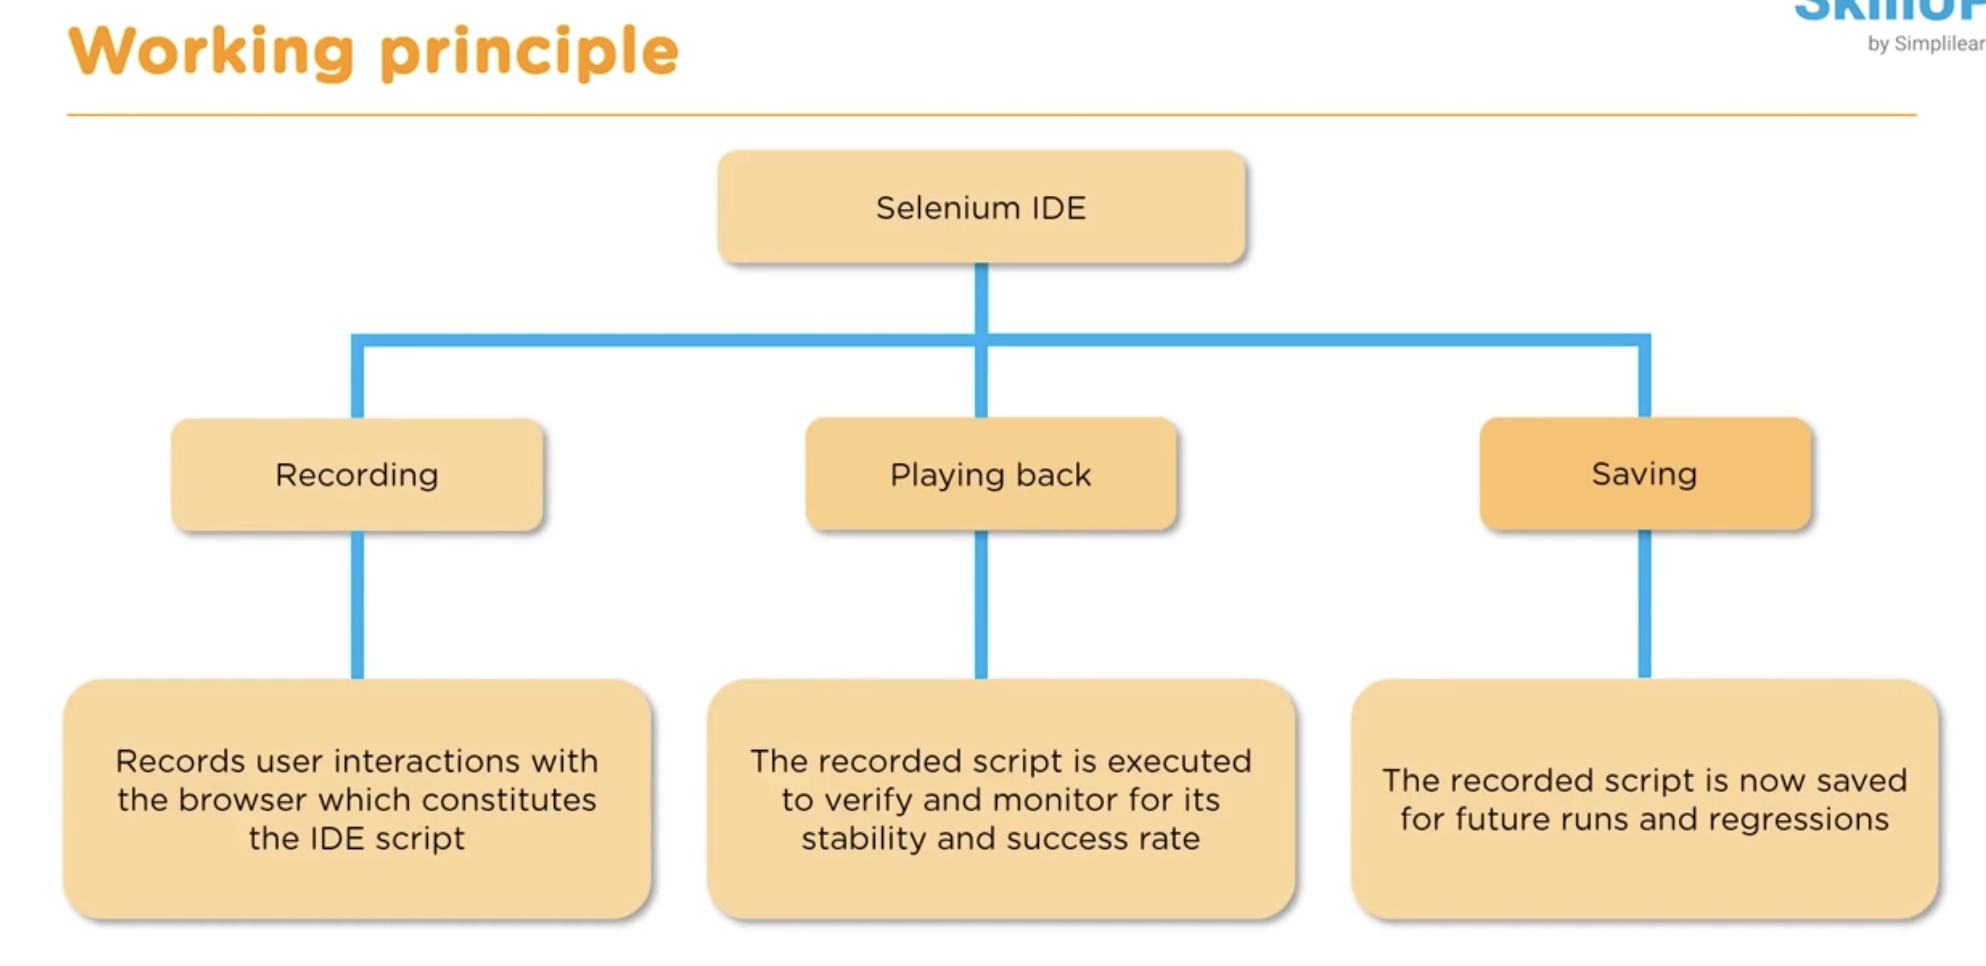 Working principle
by Simplilear
Selenium IDE
Recording
Playing back
Saving
Records user interactions with
the browser which constitutes
the IDE script
The recorded script is executed
to verify and monitor for its
stability and success rate
The recorded script is now saved
for future runs and regressions